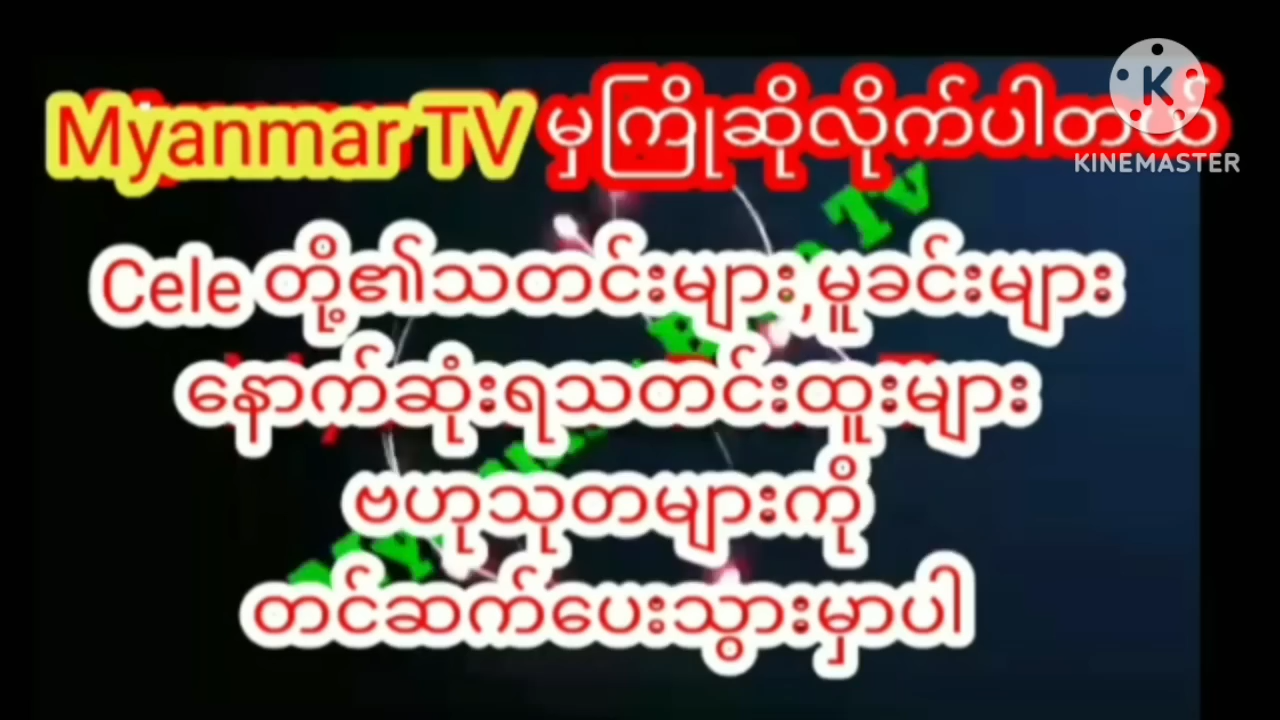 Myanmar TV မှကြိုဆိုလိုက်ပါတယ်
KINEMASTER
Cele တို့၏သတင်းများ,မူခင်းများ
နောက်ဆုံးရသတင်းထူးများ
ဗဟုသုတများကို
တင်ဆက်ပေးသွားမှာပါ